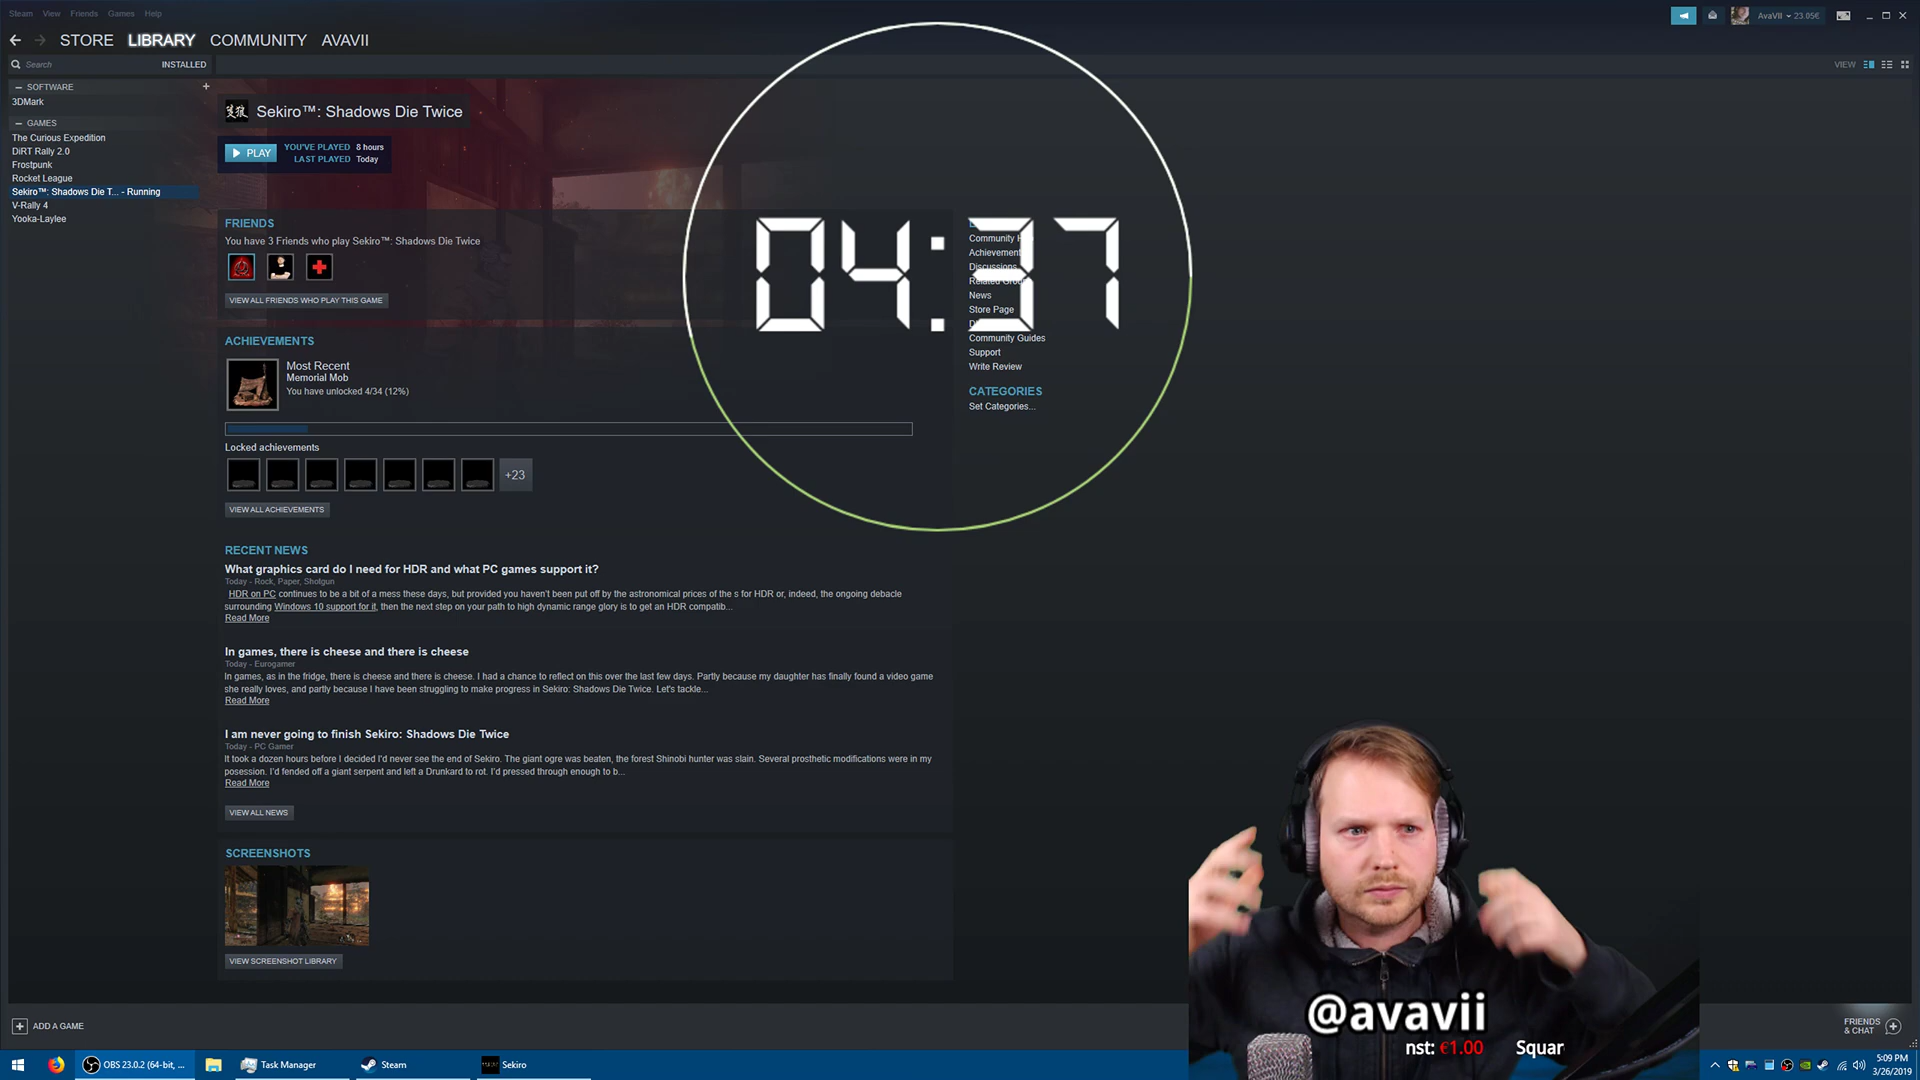 Steam View Friends Games Help
AvaVII 23.05€
STORE LIBRARY COMMUNITY AVAVII
Search INSTALLED
VIEW
— SOFTWARE +
3DMark
— GAMES
The Curious Expedition
DiRT Rally 2.0
Frostpunk
Rocket League
Sekiro™: Shadows Die T... - Running
V-Rally 4
Yooka-Laylee
Sekiro™: Shadows Die Twice
PLAY
YOU'VE PLAYED 8 hours
LAST PLAYED Today
04:37
FRIENDS
You have 3 Friends who play Sekiro™: Shadows Die Twice
VIEW ALL FRIENDS WHO PLAY THIS GAME
Community
Achievement
Discussions
Related Grou
News
Store Page
Community Guides
Support
Write Review
CATEGORIES
Set Categories...
ACHIEVEMENTS
Most Recent
Memorial Mob
You have unlocked 4/34 (12%)
Locked achievements
+23
VIEW ALL ACHIEVEMENTS
RECENT NEWS
What graphics card do I need for HDR and what PC games support it?
Today - Rock, Paper, Shotgun
HDR on PC continues to be a bit of a mess these days, but provided you haven't been put off by the astronomical prices of the s for HDR or, indeed, the ongoing debacle
surrounding Windows 10 support for it, then the next step on your path to high dynamic range glory is to get an HDR compatib...
Read More
In games, there is cheese and there is cheese
Today - Eurogamer
In games, as in the fridge, there is cheese and there is cheese. I had a chance to reflect on this over the last few days. Partly because my daughter has finally found a video game
she really loves, and partly because I have been struggling to make progress in Sekiro: Shadows Die Twice. Let's tackle...
Read More
I am never going to finish Sekiro: Shadows Die Twice
Today - PC Gamer
It took a dozen hours before I decided I'd never see the end of Sekiro. The giant ogre was beaten, the forest Shinobi hunter was slain. Several prosthetic modifications were in my
posession. I'd fended off a giant serpent and left a Drunkard to rot. I'd pressed through enough to b...
Read More
VIEW ALL NEWS
SCREENSHOTS
VIEW SCREENSHOT LIBRARY
@avavii
nst: €1.00 Squar
+ ADD A GAME
FRIENDS
& CHAT
OBS 23.0.2 (64-bit, ...
Task Manager
Steam
Sekiro
5:09 PM
3/26/2019